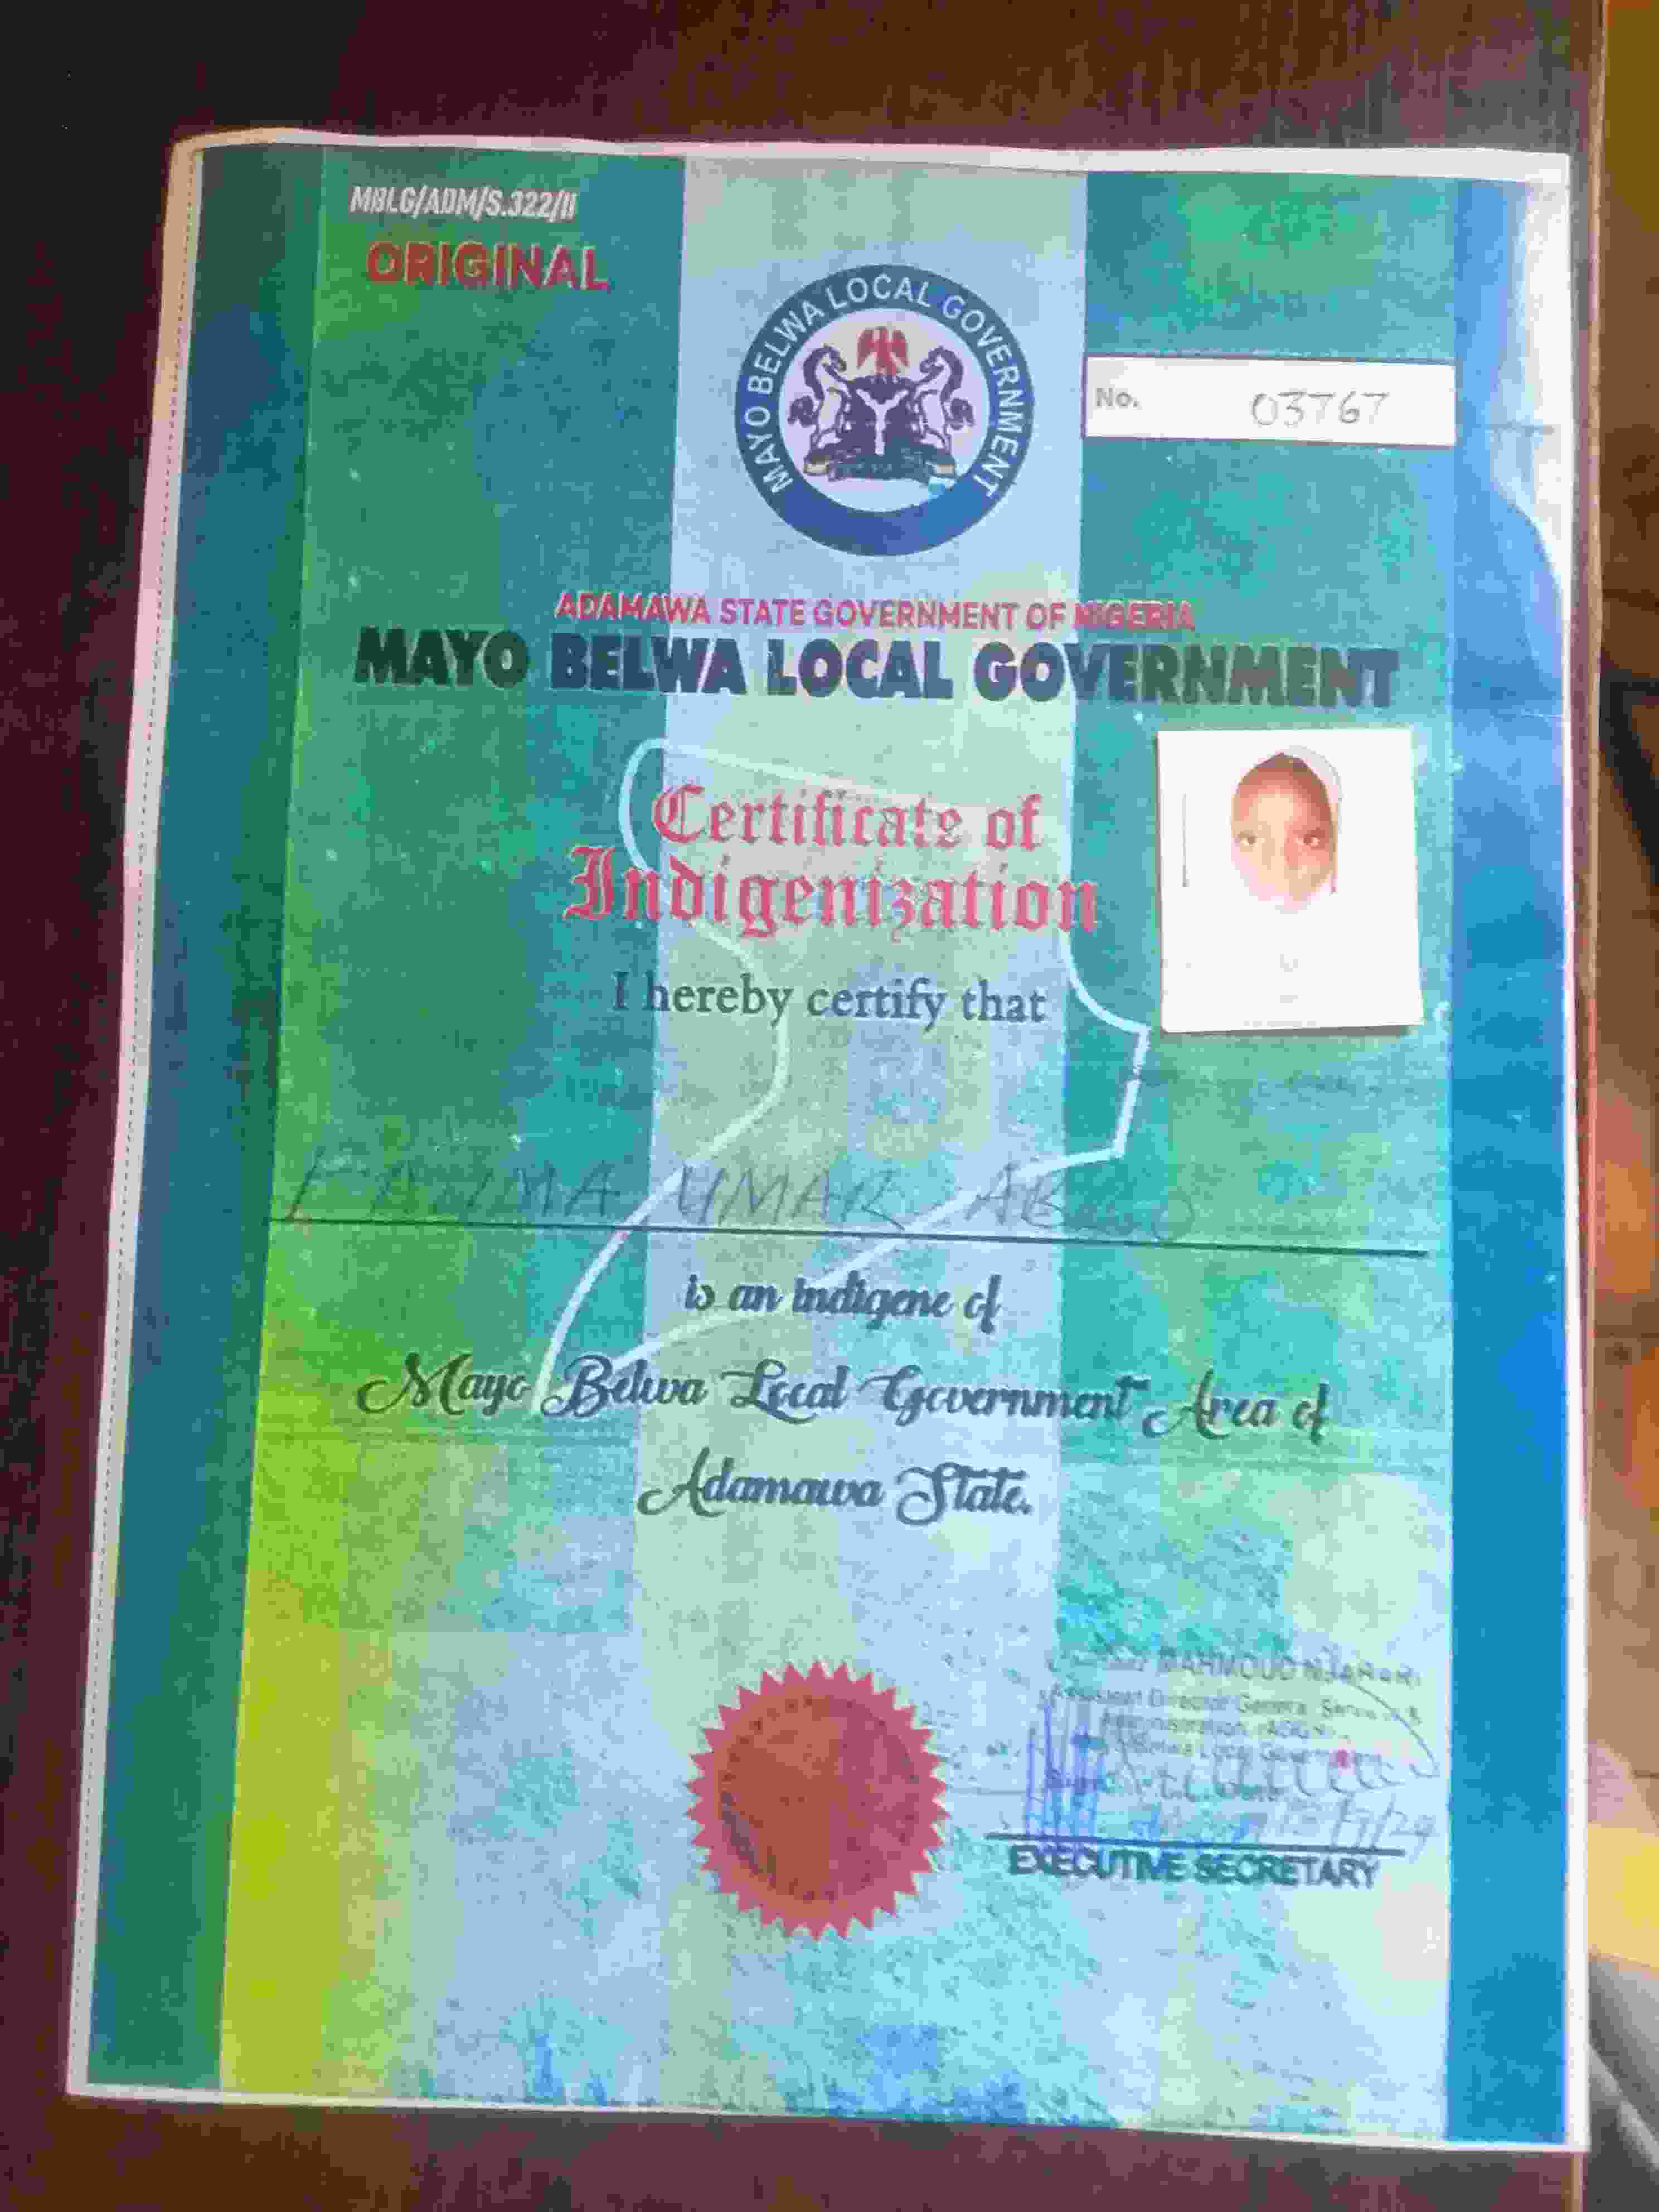 MBLG/ADM/S.322/II
ORIGINAL
MAYO BELWA LOCAL GOVERNMENT
No. 03767
ADAMAWA STATE GOVERNMENT OF NIGERIA
MAYO BELWA LOCAL GOVERNMENT
Certificate of
Indigenization
I hereby certify that
FATIMA UMAR
is an indigene of
Mayo Belwa Local Government Area of
Adamawa State.
EXECUTIVE SECRETARY